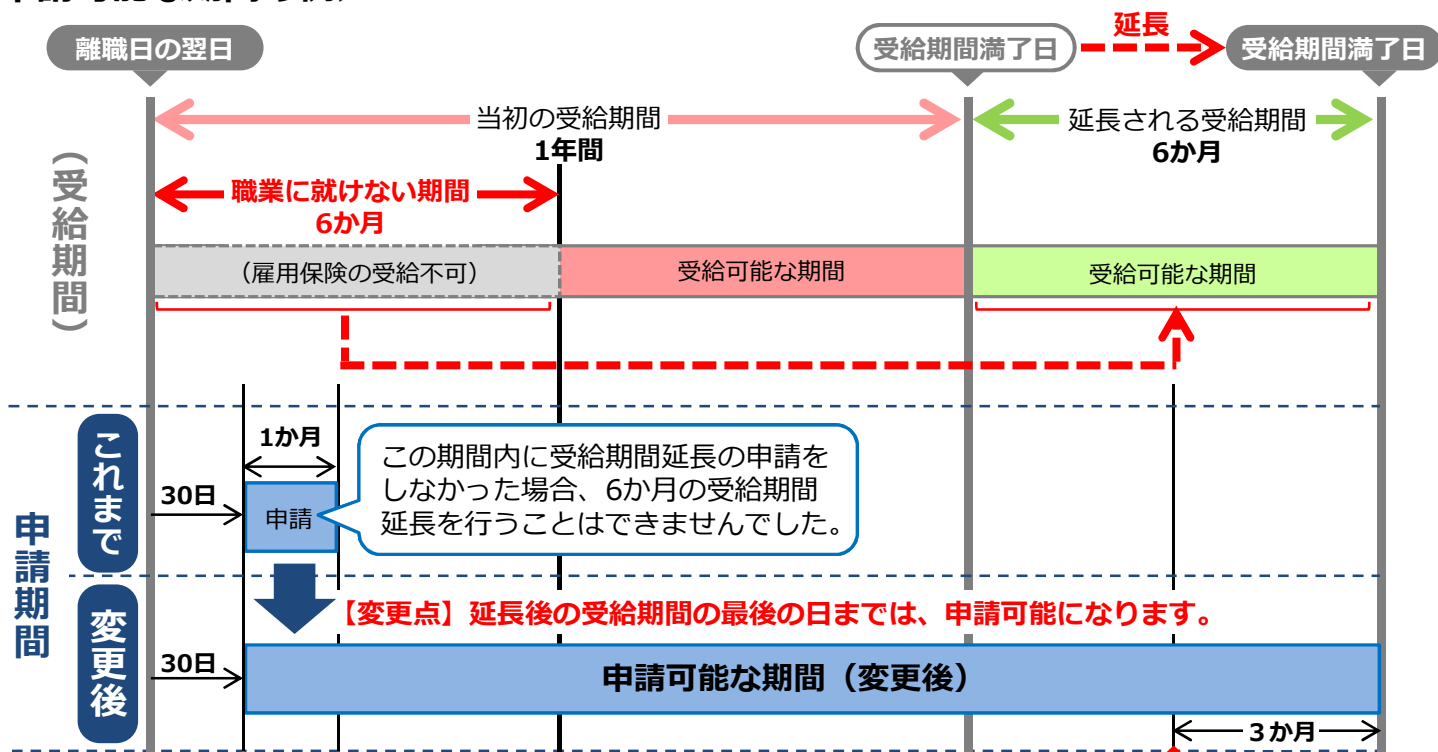 離職日の翌日
受給期間満了日
延長
受給期間満了日
当初の受給期間
1年間
延長される受給期間
6か月
職業に就けない期間
6か月
（受給期間）
（雇用保険の受給不可）
受給可能な期間
受給可能な期間
申請期間
これまで
30日
1か月
申請
この期間内に受給期間延長の申請を
しなかった場合、6か月の受給期間
延長を行うことはできませんでした。
変更後
【変更点】延長後の受給期間の最後の日までは、申請可能になります。
30日
申請可能な期間（変更後）
３か月